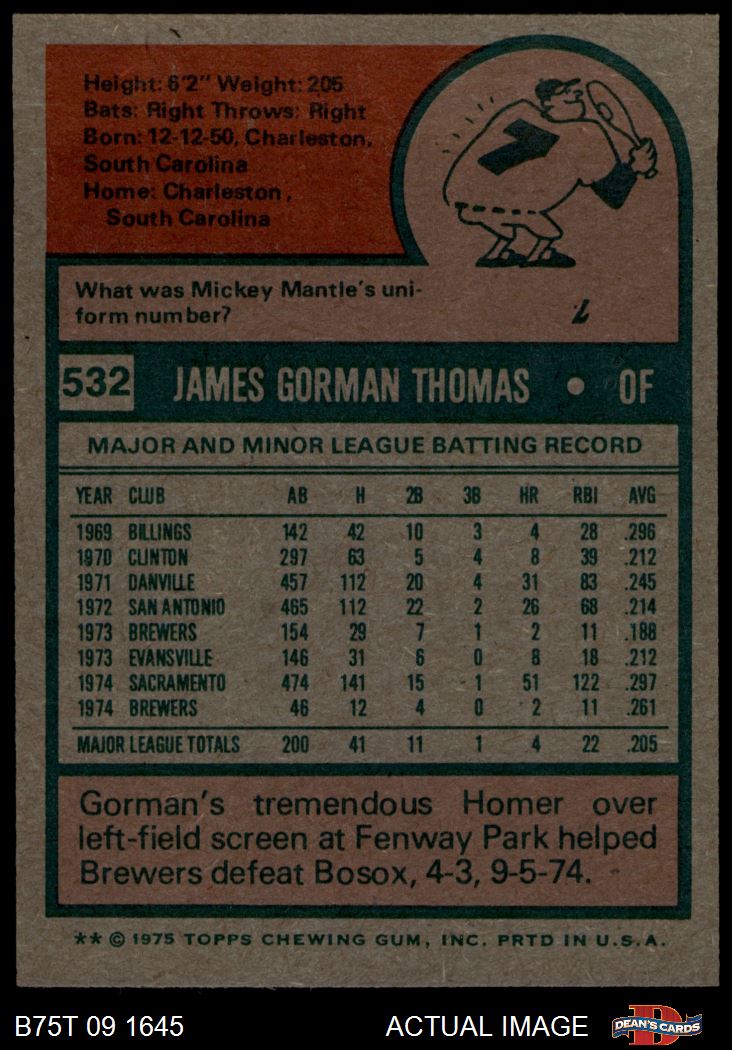 Height: 6'2" Weight: 205
Bats: Right Throws: Right
Born: 12-12-50, Charleston,
South Carolina
Home: Charleston,
South Carolina
7
What was Mickey Mantle's uni-
form number?
7
532 JAMES GORMAN THOMAS • OF
MAJOR AND MINOR LEAGUE BATTING RECORD
YEAR CLUB AB H 2B 3B HR RBI AVG
1969 BILLINGS 142 42 10 3 4 28 .296
1970 CLINTON 297 63 5 4 8 39 .212
1971 DANVILLE 457 112 20 4 31 83 .245
1972 SAN ANTONIO 465 112 22 2 26 68 .214
1973 BREWERS 154 29 7 1 2 11 .188
1973 EVANSVILLE 146 31 6 0 8 18 .212
1974 SACRAMENTO 474 141 15 1 51 122 .297
1974 BREWERS 46 12 4 0 2 11 .261
MAJOR LEAGUE TOTALS 200 41 11 1 4 22 .205
Gorman's tremendous Homer over
left-field screen at Fenway Park helped
Brewers defeat Bosox, 4-3, 9-5-74.
** © 1975 TOPPS CHEWING GUM, INC. PRTD IN U.S.A.
B75T 09 1645 ACTUAL IMAGE
D
DEAN'S CARDS